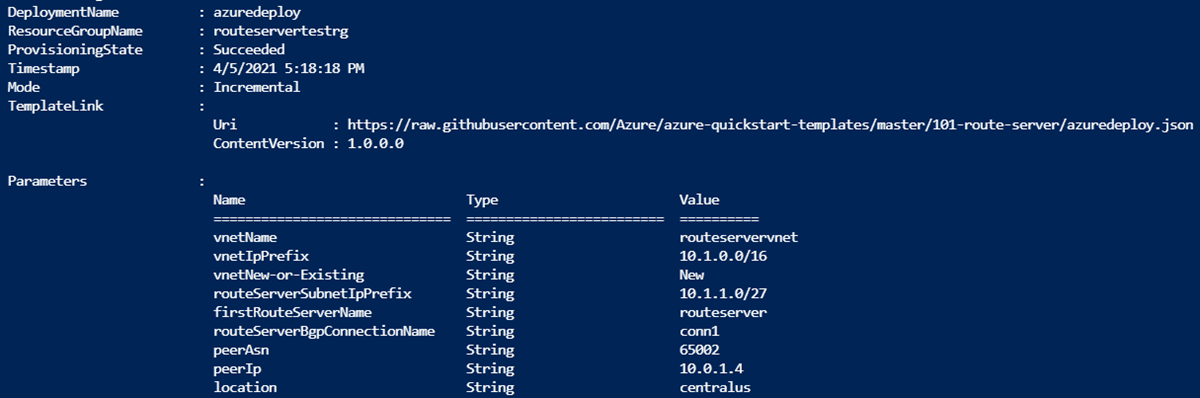 DeploymentName : azuredeploy
ResourceGroupName : routeservertestrg
ProvisioningState : Succeeded
Timestamp : 4/5/2021 5:18:18 PM
Mode : Incremental
TemplateLink :
Uri : https://raw.githubusercontent.com/Azure/azure-quickstart-templates/master/101-route-server/azuredeploy.json
ContentVersion : 1.0.0.0
Parameters :
Name Type Value
============================== ========================= ==========
vnetName String routeservervnet
vnetIpPrefix String 10.1.0.0/16
vnetNew-or-Existing String New
routeServerSubnetIpPrefix String 10.1.1.0/27
firstRouteServerName String routeserver
routeServerBgpConnectionName String conn1
peerAsn String 65002
peerIp String 10.0.1.4
location String centralus